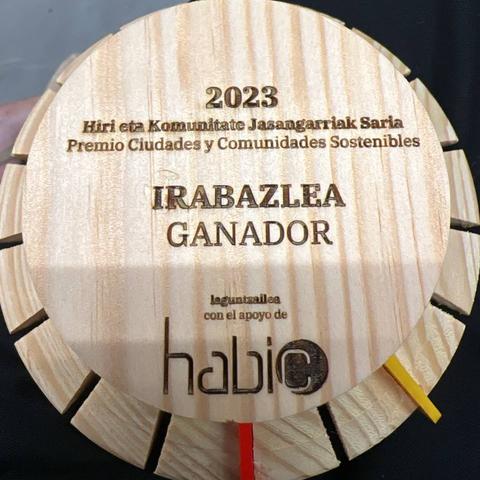 2023
Hiri eta Komunitate Jasangarriak Saria
Premio Ciudades y Comunidades Sostenibles
IRABAZLEA
GANADOR
laguntzailea
con el apoyo de
habic